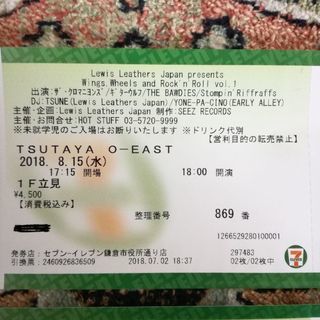 Lewis Leathers Japan presents
Wings,Wheels and Rock'n Roll vol.1
出演:ザ・クロマニヨンズ/ギターウルフ/THE BAWDIES/Stompin'Riffraffs
DJ:TSUNE(Lewis Leathers Japan)/YONE-PA-CINO(EARLY ALLEY)
主催・企画:Lewis Leathers Japan 制作:SEEZ RECORDS
お問合せ:HOT STUFF 03-5720-9999
※未就学児のご入場はお断りいたします ※ドリンク代別
【営利目的の転売禁止】
TSUTAYA O-EAST
2018. 8.15(水)
17:15 開場 18:00 開演
1F立見
¥4,500
【消費税込み】
整理番号 869 番
1266529280100001
発券店:セブン-イレブン鎌倉市役所通り店 297483
引換票:2460926836509 2018.07.02 18:37 02枚/02枚中
7
ELEVEN